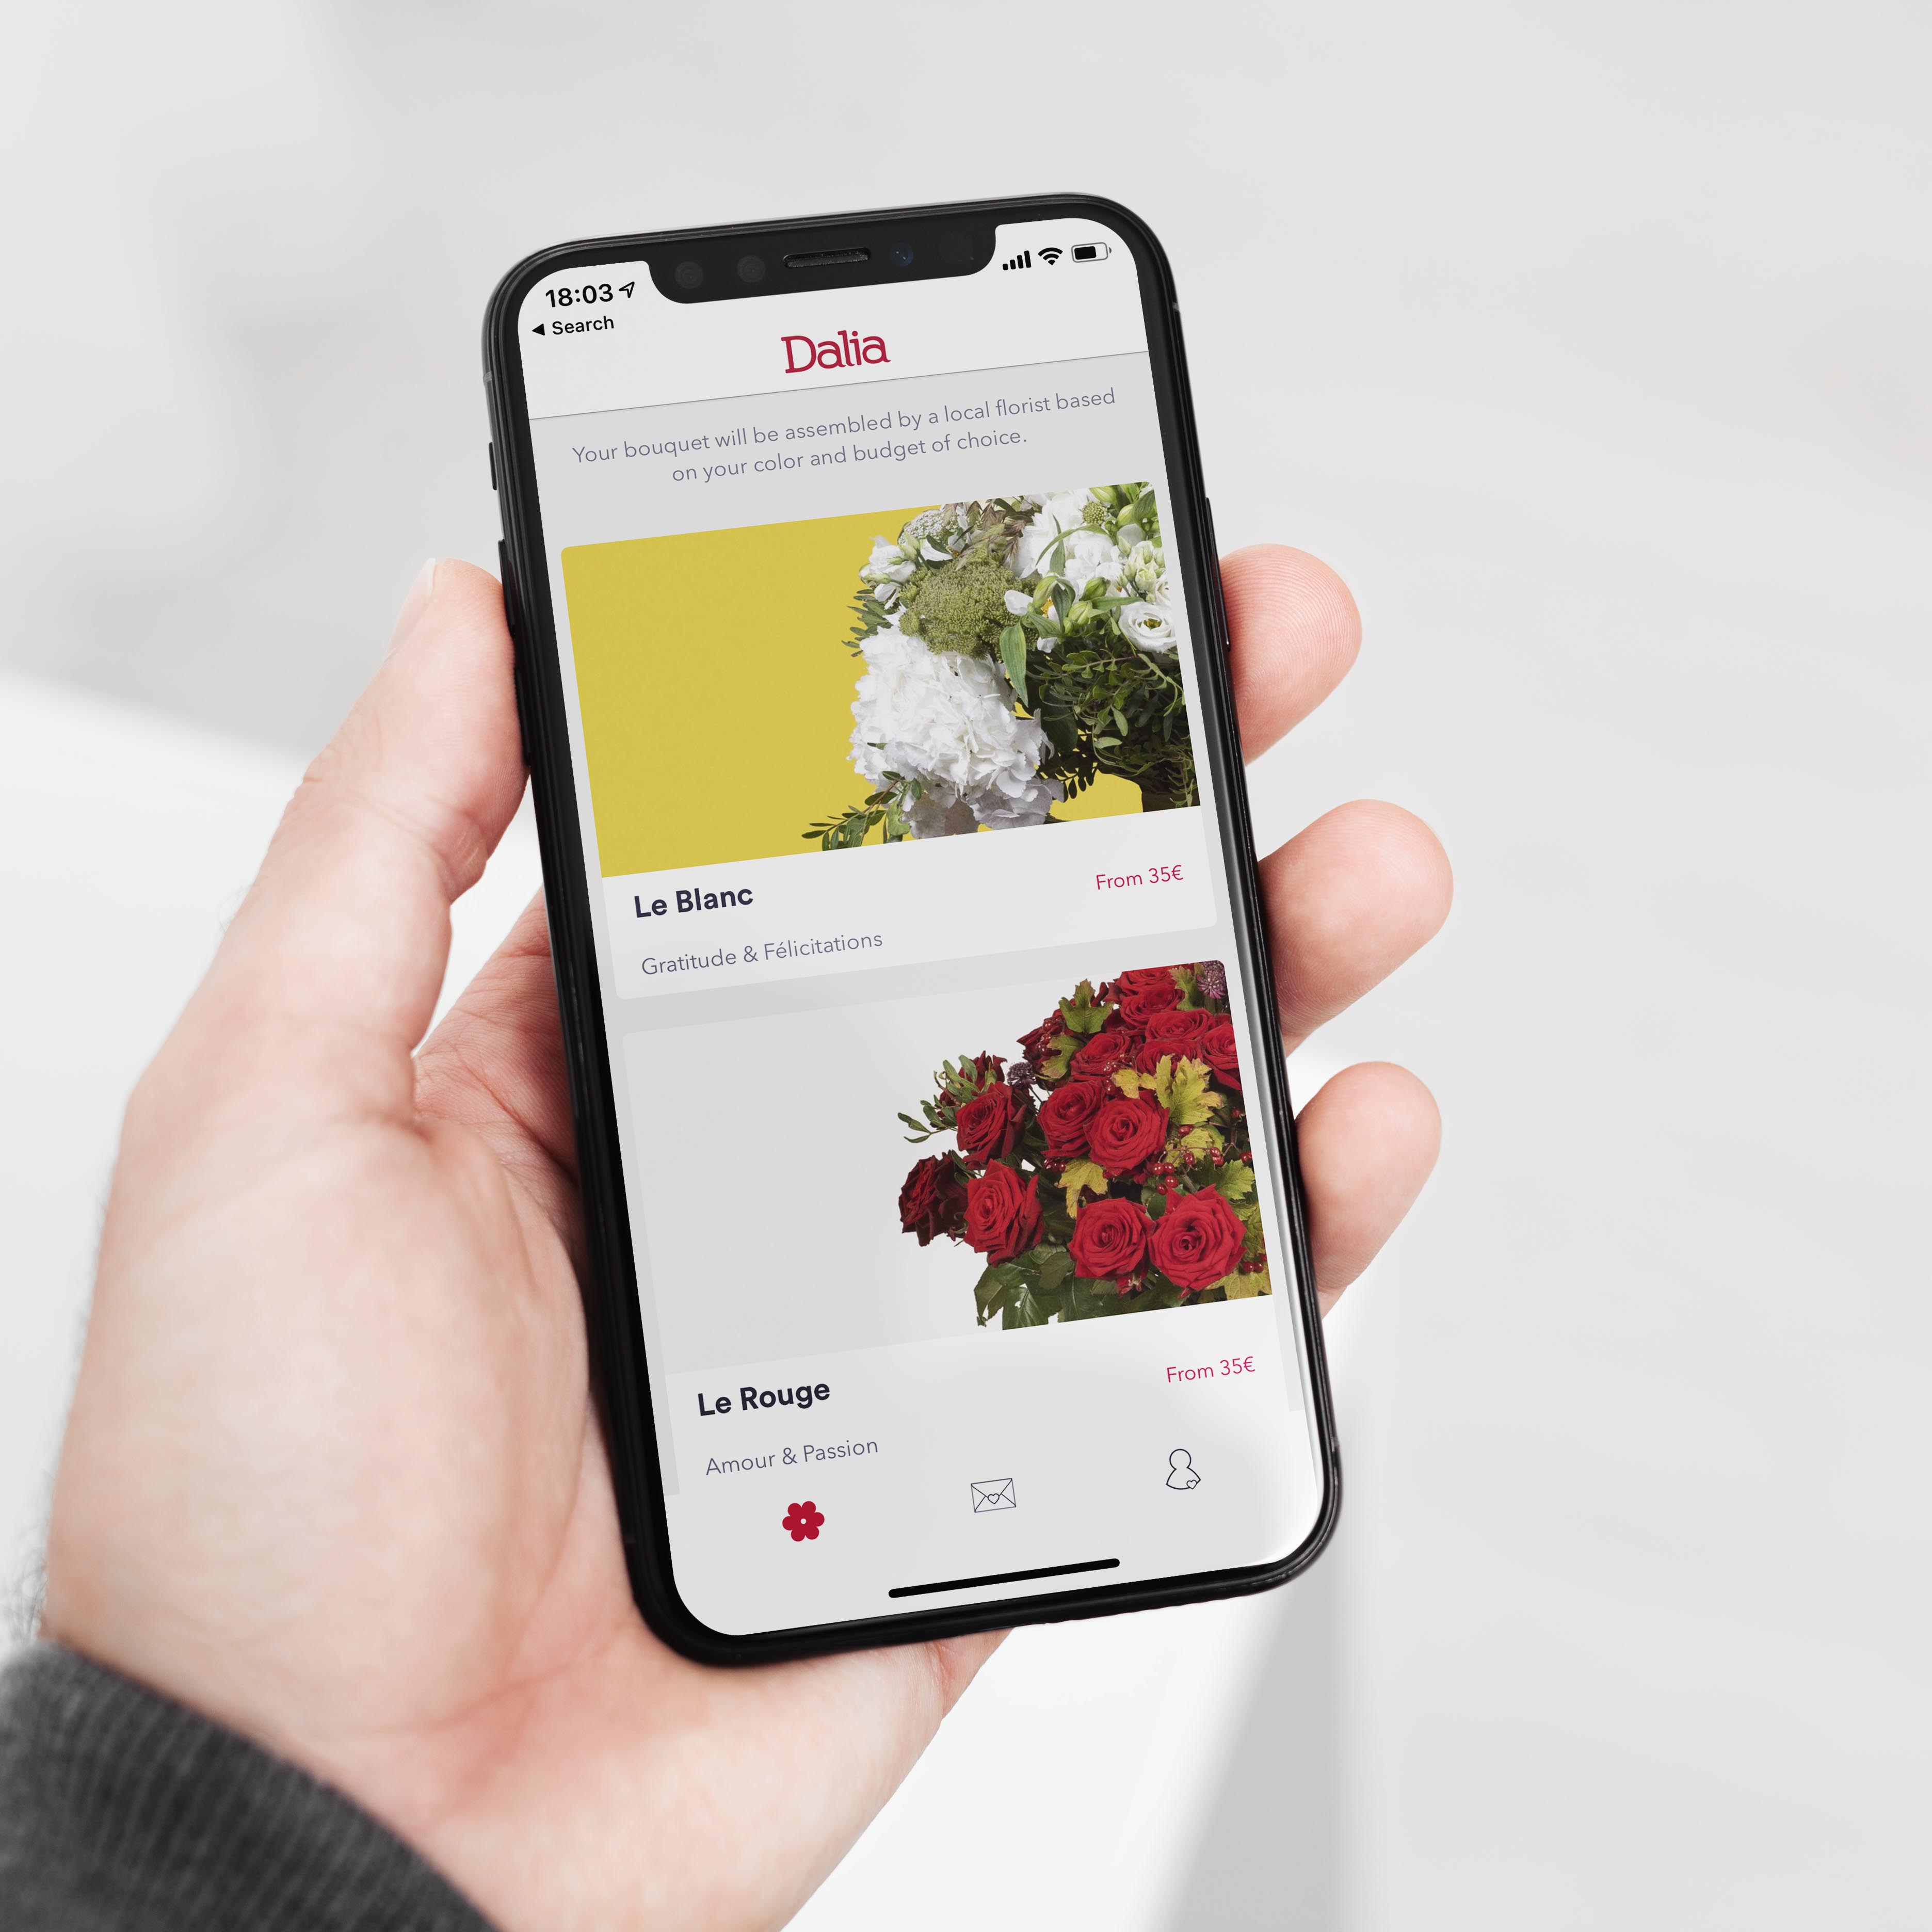 18:03
◀ Search
Dalia
Your bouquet will be assembled by a local florist based
on your color and budget of choice.
Le Blanc
From 35€
Gratitude & Félicitations
Le Rouge
From 35€
Amour & Passion